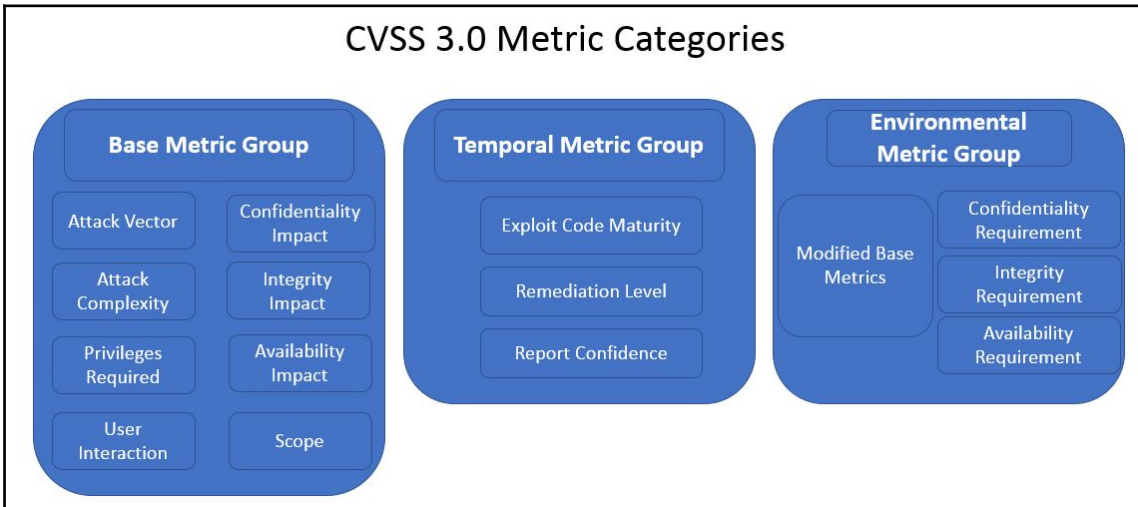 CVSS 3.0 Metric Categories
Base Metric Group
Attack Vector
Confidentiality
Impact
Attack
Complexity
Integrity
Impact
Privileges
Required
Availability
Impact
User
Interaction
Scope
Temporal Metric Group
Exploit Code Maturity
Remediation Level
Report Confidence
Environmental
Metric Group
Modified Base
Metrics
Confidentiality
Requirement
Integrity
Requirement
Availability
Requirement